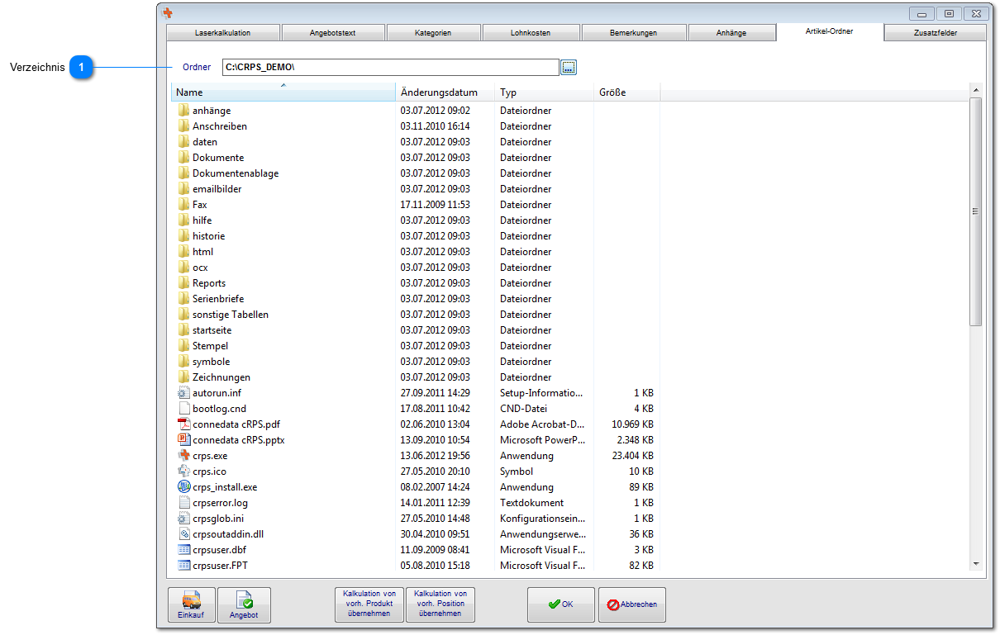 Laserkalkulation Angebotstext Kategorien Lohnkosten Bemerkungen Anhänge Artikel-Ordner Zusatzfelder
Verzeichnis 1 Ordner C:\CRPS_DEMO\ ...
Name Änderungsdatum Typ Größe
anhänge 03.07.2012 09:02 Dateiordner
Anschreiben 03.11.2010 16:14 Dateiordner
daten 03.07.2012 09:03 Dateiordner
Dokumente 03.07.2012 09:03 Dateiordner
Dokumentenablage 03.07.2012 09:03 Dateiordner
emailbilder 03.07.2012 09:03 Dateiordner
Fax 17.11.2009 11:53 Dateiordner
hilfe 03.07.2012 09:03 Dateiordner
historie 03.07.2012 09:03 Dateiordner
html 03.07.2012 09:03 Dateiordner
ocx 03.07.2012 09:03 Dateiordner
Reports 03.07.2012 09:03 Dateiordner
Serienbriefe 03.07.2012 09:03 Dateiordner
sonstige Tabellen 03.07.2012 09:03 Dateiordner
startseite 03.07.2012 09:03 Dateiordner
Stempel 03.07.2012 09:03 Dateiordner
symbole 03.07.2012 09:03 Dateiordner
Zeichnungen 03.07.2012 09:03 Dateiordner
autorun.inf 27.09.2011 14:29 Setup-Informatio... 1 KB
bootlog.cnd 17.08.2011 10:42 CND-Datei 4 KB
connedata cRPS.pdf 02.06.2010 13:04 Adobe Acrobat-D... 10.969 KB
connedata cRPS.pptx 13.09.2010 10:54 Microsoft PowerP... 2.348 KB
crps.exe 13.06.2012 19:56 Anwendung 23.404 KB
crps.ico 27.05.2010 20:10 Symbol 10 KB
crps_install.exe 08.02.2007 14:24 Anwendung 89 KB
crpserror.log 14.01.2011 12:39 Textdokument 1 KB
crpsglob.ini 27.05.2010 14:48 Konfigurationsein... 1 KB
crpsoutaddin.dll 30.04.2010 09:51 Anwendungserwe... 36 KB
crpsuser.dbf 11.09.2009 08:41 Microsoft Visual F... 3 KB
crpsuser.FPT 05.08.2010 15:18 Microsoft Visual F... 82 KB
Einkauf
Angebot
Kalkulation von
vorh. Produkt
übernehmen
Kalkulation von
vorh. Position
übernehmen
OK
Abbrechen